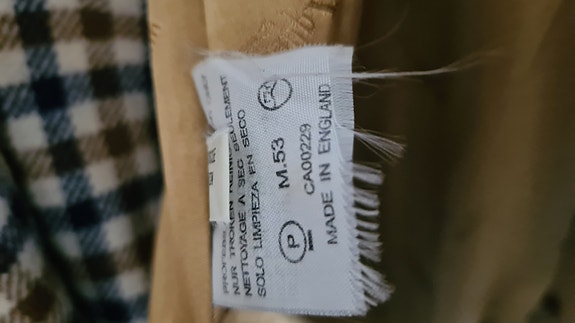 NUR TROKEN
NETTOYAGE A SEC SEULEMENT
SOLO LIMPIEZA EN SECO
P
M.53
CA00229
MADE IN ENGLAND